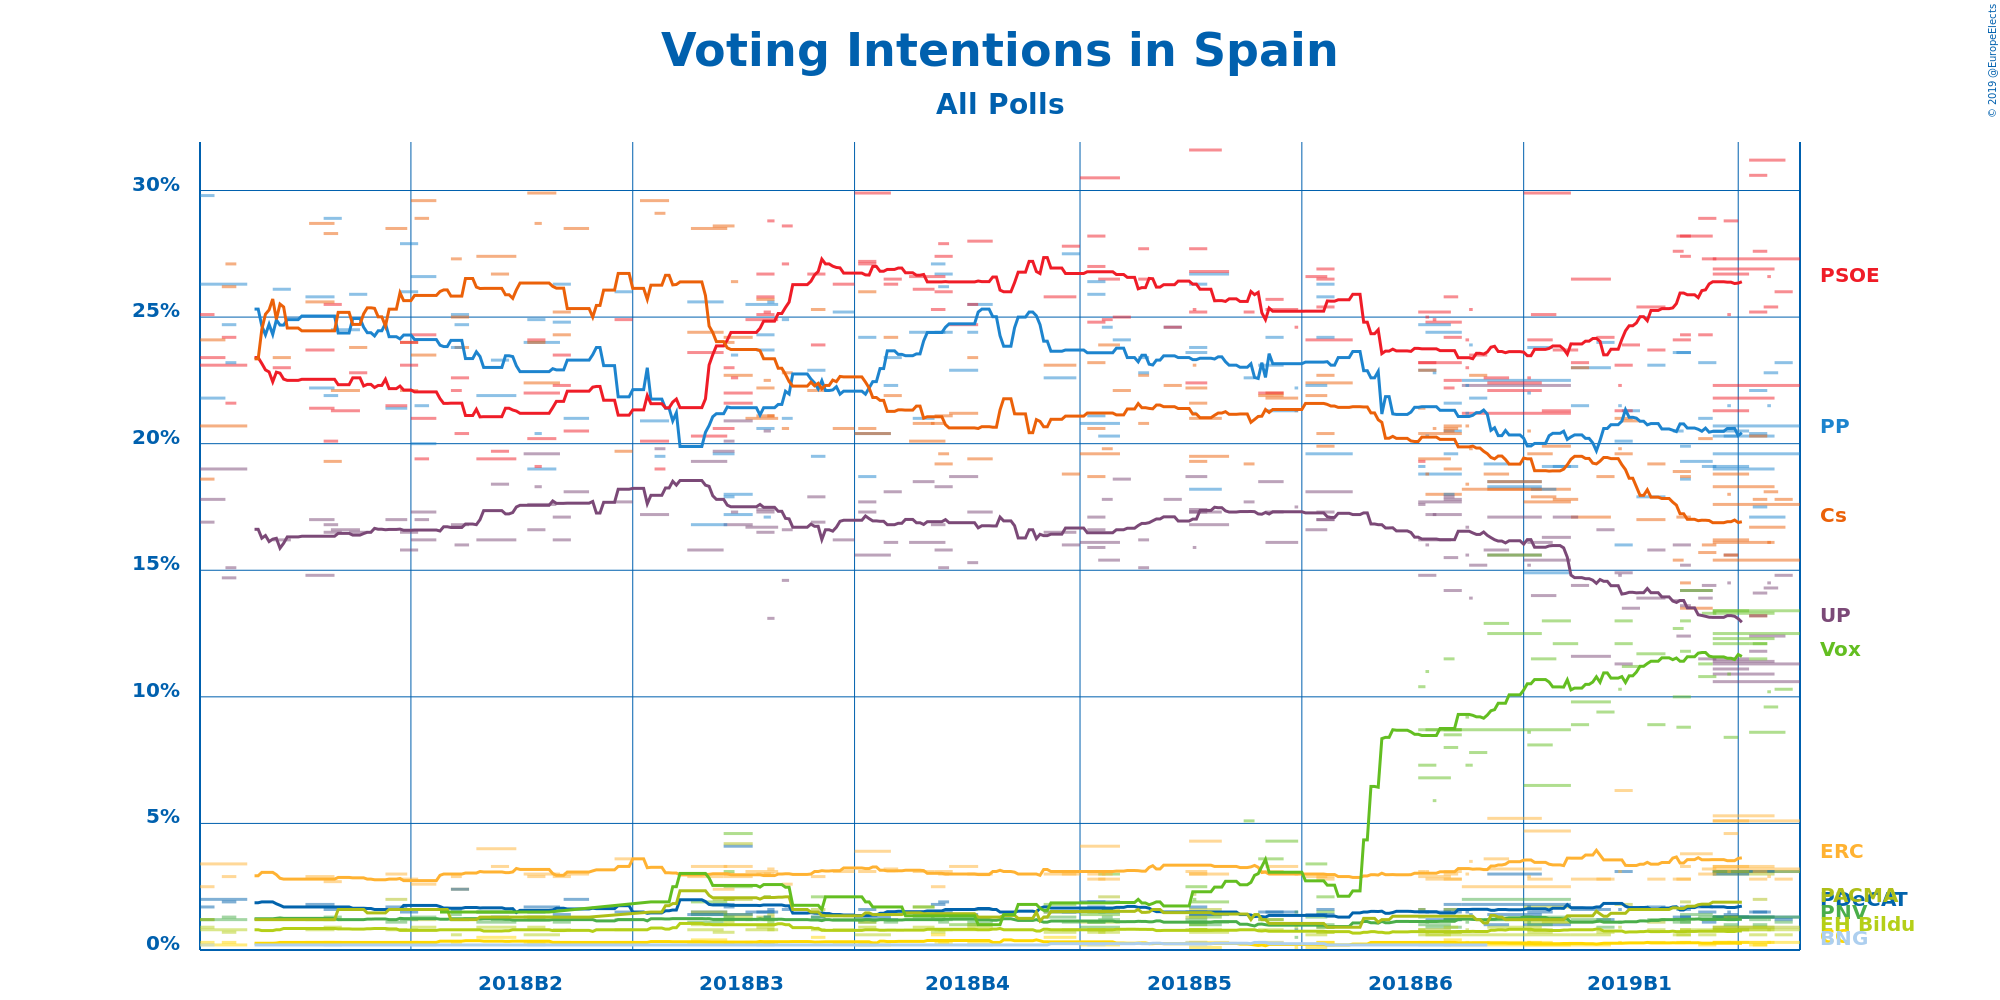 Voting Intentions in Spain
All Polls
© 2019 @EuropeElects
30%
25%
20%
15%
10%
5%
0%
PSOE
PP
Cs
UP
Vox
ERC
PACMA
PDeCAT
PNV
EH Bildu
BNG
2018B2
2018B3
2018B4
2018B5
2018B6
2019B1